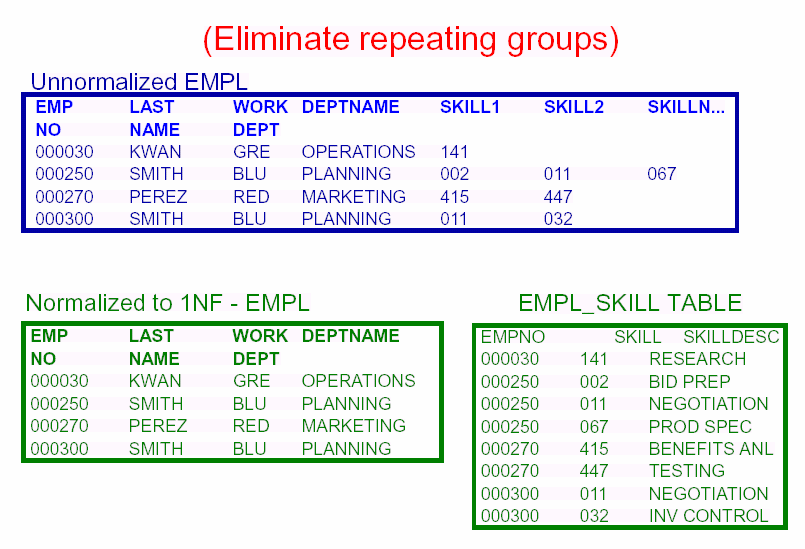 (Eliminate repeating groups)
Unnormalized EMPL
EMP LAST WORK DEPTNAME SKILL1 SKILL2 SKILLN...
NO NAME DEPT
000030 KWAN GRE OPERATIONS 141
000250 SMITH BLU PLANNING 002 011 067
000270 PEREZ RED MARKETING 415 447
000300 SMITH BLU PLANNING 011 032
Normalized to 1NF - EMPL
EMP LAST WORK DEPTNAME
NO NAME DEPT
000030 KWAN GRE OPERATIONS
000250 SMITH BLU PLANNING
000270 PEREZ RED MARKETING
000300 SMITH BLU PLANNING
EMPL_SKILL TABLE
EMPNO SKILL SKILLDESC
000030 141 RESEARCH
000250 002 BID PREP
000250 011 NEGOTIATION
000250 067 PROD SPEC
000270 415 BENEFITS ANL
000270 447 TESTING
000300 011 NEGOTIATION
000300 032 INV CONTROL